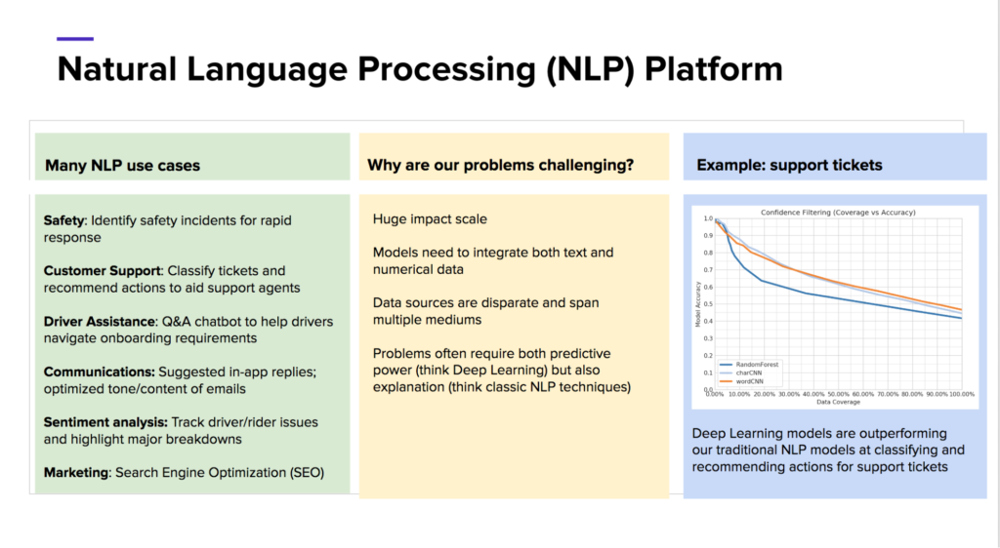 Natural Language Processing (NLP) Platform
Many NLP use cases
Safety: Identify safety incidents for rapid
response
Customer Support: Classify tickets and
recommend actions to aid support agents
Driver Assistance: Q&A chatbot to help drivers
navigate onboarding requirements
Communications: Suggested in-app replies;
optimized tone/content of emails
Sentiment analysis: Track driver/rider issues
and highlight major breakdowns
Marketing: Search Engine Optimization (SEO)
Why are our problems challenging?
Huge impact scale
Models need to integrate both text and
numerical data
Data sources are disparate and span
multiple mediums
Problems often require both predictive
power (think Deep Learning) but also
explanation (think classic NLP techniques)
Example: support tickets
Confidence Filtering (Coverage vs Accuracy)
Model Accuracy
1.0
0.9
0.8
0.7
0.6
0.5
0.4
0.3
0.2
0.1
0.0
RandomForest
charCNN
wordCNN
0.00% 10.00% 20.00% 30.00% 40.00% 50.00% 60.00% 70.00% 80.00% 90.00% 100.00%
Data Coverage
Deep Learning models are outperforming
our traditional NLP models at classifying and
recommending actions for support tickets